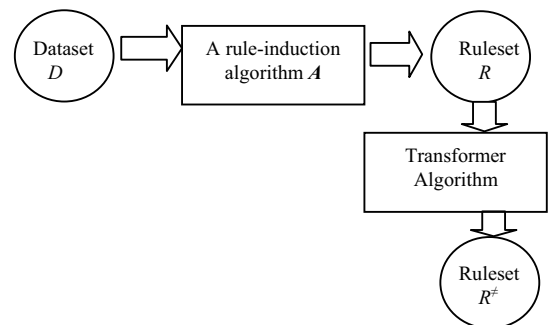 Dataset
D
A rule-induction
algorithm A
Ruleset
R
Transformer
Algorithm
Ruleset
R≠